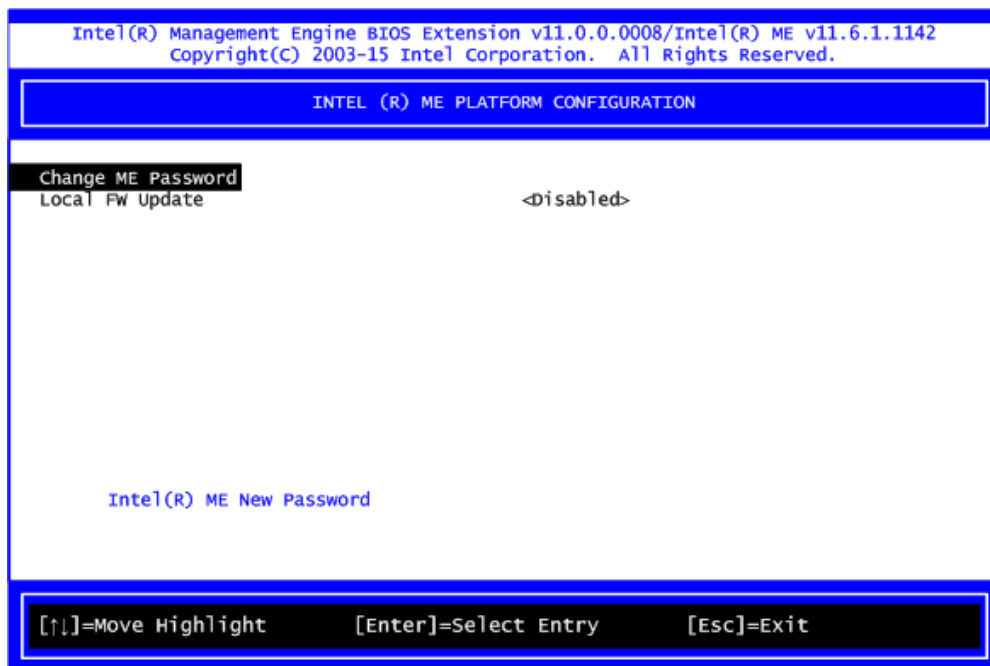 Intel(R) Management Engine BIOS Extension v11.0.0.0008/Intel(R) ME v11.6.1.1142
Copyright(C) 2003-15 Intel Corporation. All Rights Reserved.
INTEL (R) ME PLATFORM CONFIGURATION
Change ME Password
Local FW Update <Disabled>
Intel(R) ME New Password
[↑↓]=Move Highlight [Enter]=Select Entry [Esc]=Exit